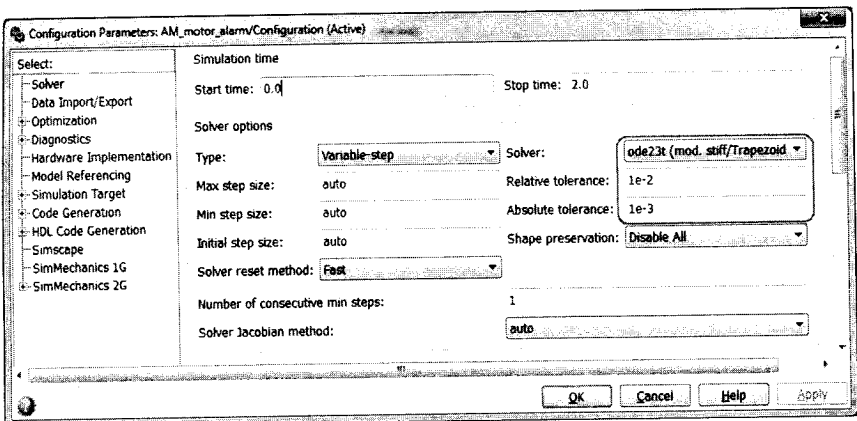 Configuration Parameters: AM_motor_alarm/Configuration (Active)
Select:
Solver
Data Import/Export
Optimization
Diagnostics
Hardware Implementation
Model Referencing
Simulation Target
Code Generation
HDL Code Generation
Simscape
SimMechanics 1G
SimMechanics 2G
Simulation time
Start time: 0.0
Stop time: 2.0
Solver options
Type: Variable-step
Solver: ode23t (mod. stiff/Trapezoid
Max step size: auto
Relative tolerance: 1e-2
Min step size: auto
Absolute tolerance: 1e-3
Initial step size: auto
Shape preservation: Disable All
Solver reset method: Fast
Number of consecutive min steps: 1
Solver Jacobian method: auto
OK Cancel Help Apply